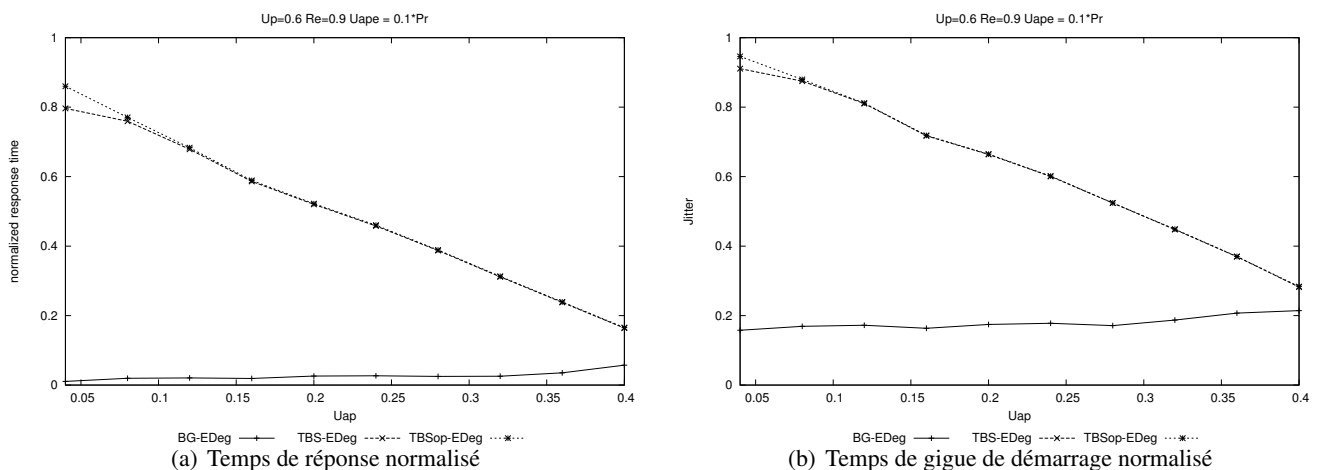 Up=0.6 Re=0.9 Uape = 0.1*Pr
normalized response time
1
0.8
0.6
0.4
0.2
0
0.05 0.1 0.15 0.2 0.25 0.3 0.35 0.4
Uap
BG-EDeg TBS-EDeg TBSop-EDeg
(a) Temps de réponse normalisé
Up=0.6 Re=0.9 Uape = 0.1*Pr
Jitter
1
0.8
0.6
0.4
0.2
0
0.05 0.1 0.15 0.2 0.25 0.3 0.35 0.4
Uap
BG-EDeg TBS-EDeg TBSop-EDeg
(b) Temps de gigue de démarrage normalisé